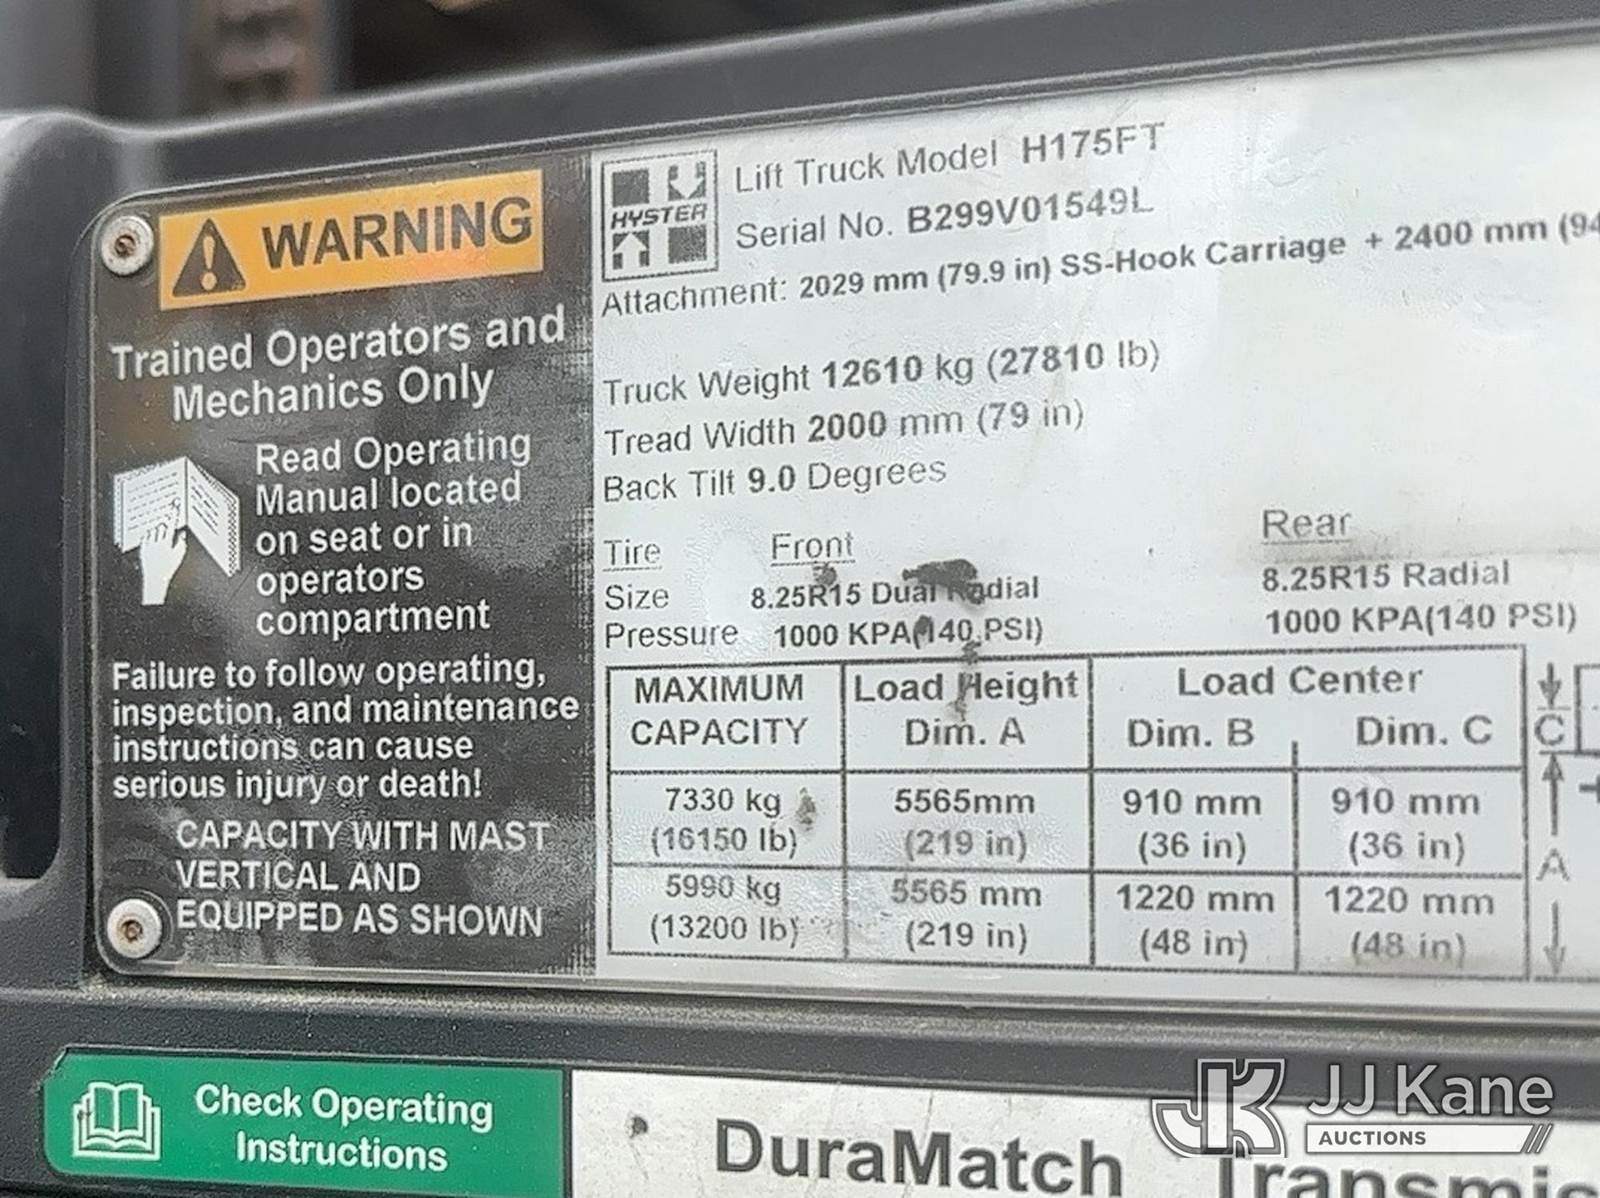 WARNING
Trained Operators and
Mechanics Only
Read Operating
Manual located
on seat or in
operators
compartment
Failure to follow operating,
inspection, and maintenance
instructions can cause
serious injury or death!
CAPACITY WITH MAST
VERTICAL AND
EQUIPPED AS SHOWN
HYSTER
Lift Truck Model H175FT
Serial No. B299V01549L
Attachment: 2029 mm (79.9 in) SS-Hook Carriage + 2400 mm (94
Truck Weight 12610 kg (27810 lb)
Tread Width 2000 mm (79 in)
Back Tilt 9.0 Degrees
Tire Front Rear
Size 8.25R15 Dual Radial 8.25R15 Radial
Pressure 1000 KPA(140 PSI) 1000 KPA(140 PSI)
MAXIMUM Load Height Load Center
CAPACITY Dim. A Dim. B Dim. C
7330 kg 5565mm 910 mm 910 mm
(16150 lb) (219 in) (36 in) (36 in)
5990 kg 5565 mm 1220 mm 1220 mm
(13200 lb) (219 in) (48 in) (48 in)
C
A
Check Operating
Instructions
DuraMatch Transmis
JK JJ Kane
AUCTIONS